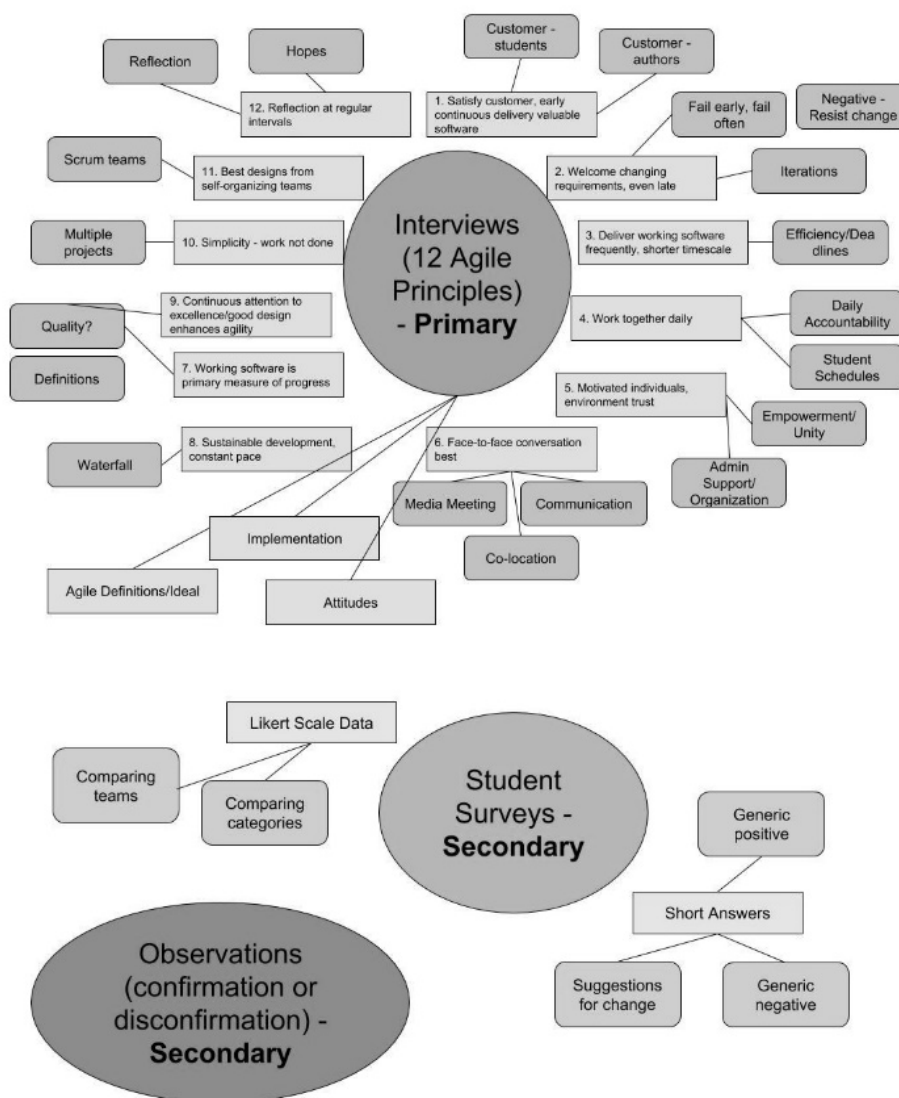 Customer -
students
Customer -
authors
Reflection
Hopes
12. Reflection at regular
intervals
1. Satisfy customer, early
continuous delivery valuable
software
Fail early, fail
often
Negative -
Resist change
Scrum teams
11. Best designs from
self-organizing teams
2. Welcome changing
requirements, even late
Iterations
Interviews
(12 Agile
Principles)
- Primary
Multiple
projects
10. Simplicity - work not done
3. Deliver working software
frequently, shorter timescale
Efficiency/Dea
dlines
9. Continuous attention to
excellence/good design
enhances agility
Quality?
4. Work together daily
Daily
Accountability
Definitions
7. Working software is
primary measure of progress
Student
Schedules
5. Motivated individuals,
environment trust
Empowerment/
Unity
Waterfall
8. Sustainable development,
constant pace
6. Face-to-face conversation
best
Admin
Support/
Organization
Media Meeting
Communication
Implementation
Co-location
Agile Definitions/Ideal
Attitudes
Likert Scale Data
Comparing
teams
Comparing
categories
Student
Surveys -
Secondary
Generic
positive
Short Answers
Suggestions
for change
Generic
negative
Observations
(confirmation or
disconfirmation) -
Secondary